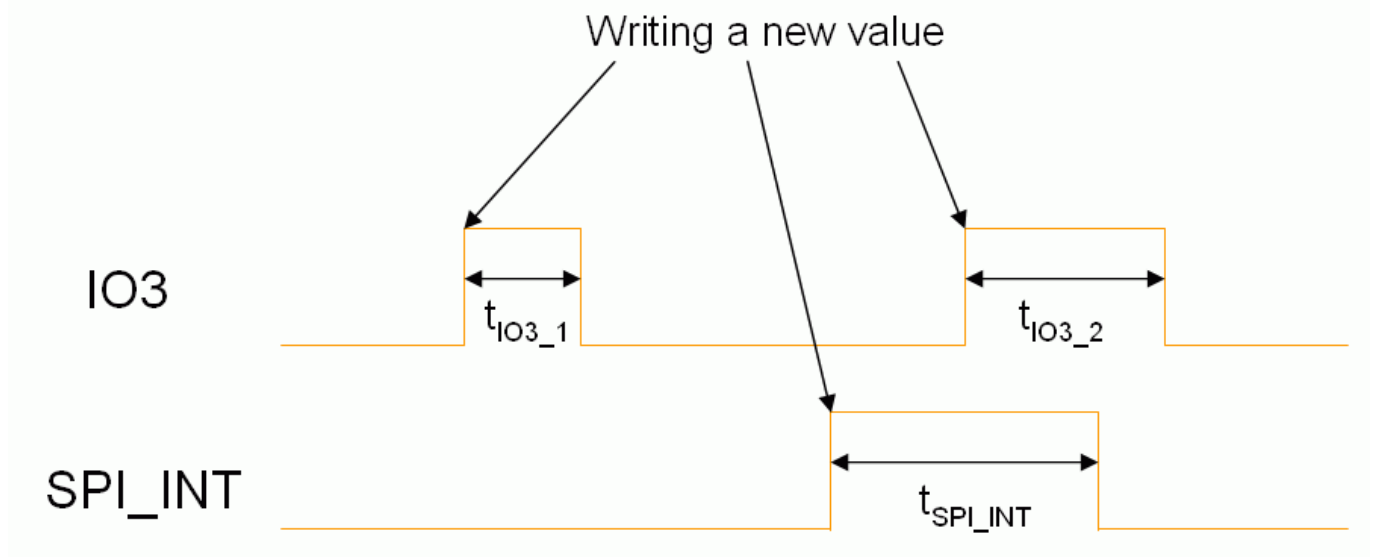 Writing a new value
IO3
tIO3_1
tIO3_2
SPI_INT
tSPI_INT